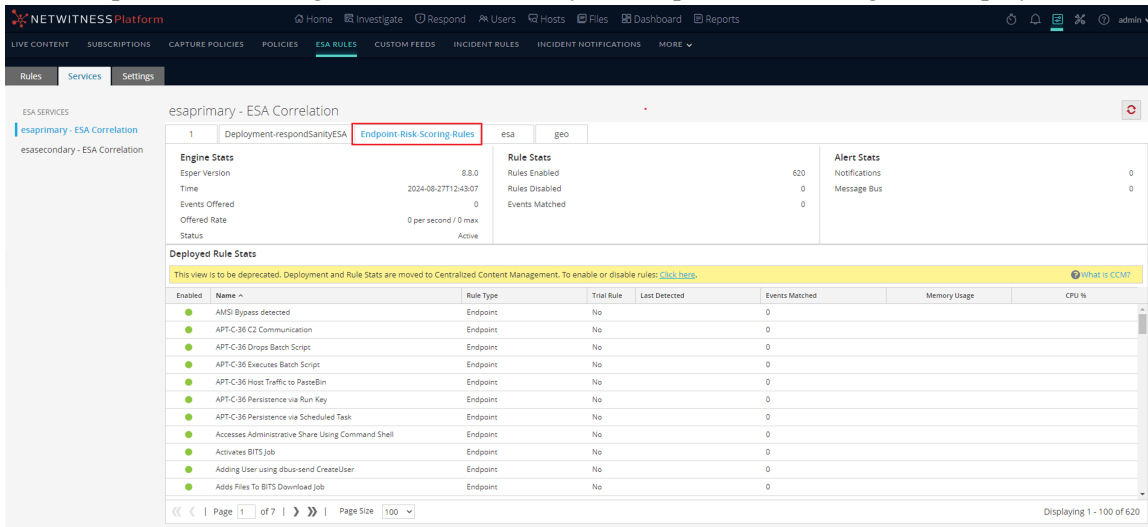 NETWITNESS Platform Home Investigate Respond Users Hosts Files Dashboard Reports admin
LIVE CONTENT SUBSCRIPTIONS CAPTURE POLICIES POLICIES ESA RULES CUSTOM FEEDS INCIDENT RULES INCIDENT NOTIFICATIONS MORE
Rules Services Settings
ESA SERVICES
esaprimary - ESA Correlation
esasecondary - ESA Correlation
esaprimary - ESA Correlation
1 Deployment-respondSanityESA Endpoint-Risk-Scoring-Rules esa geo
Engine Stats
Esper Version 8.8.0
Time 2024-08-27T12:43:07
Events Offered 0
Offered Rate 0 per second / 0 max
Status Active
Rule Stats
Rules Enabled 620
Rules Disabled 0
Events Matched 0
Alert Stats
Notifications 0
Message Bus 0
Deployed Rule Stats
This view is to be deprecated. Deployment and Rule Stats are moved to Centralized Content Management. To enable or disable rules: Click here. What is CCM?
Enabled Name Rule Type Trial Rule Last Detected Events Matched Memory Usage CPU %
AMSI Bypass detected Endpoint No 0
APT-C-36 C2 Communication Endpoint No 0
APT-C-36 Drops Batch Script Endpoint No 0
APT-C-36 Executes Batch Script Endpoint No 0
APT-C-36 Host Traffic to PasteBin Endpoint No 0
APT-C-36 Persistence via Run Key Endpoint No 0
APT-C-36 Persistence via Scheduled Task Endpoint No 0
Accesses Administrative Share Using Command Shell Endpoint No 0
Activates BITS Job Endpoint No 0
Adding User using dbus-send CreateUser Endpoint No 0
Adds Files To BITS Download Job Endpoint No 0
Page 1 of 7 Page Size 100 Displaying 1 - 100 of 620